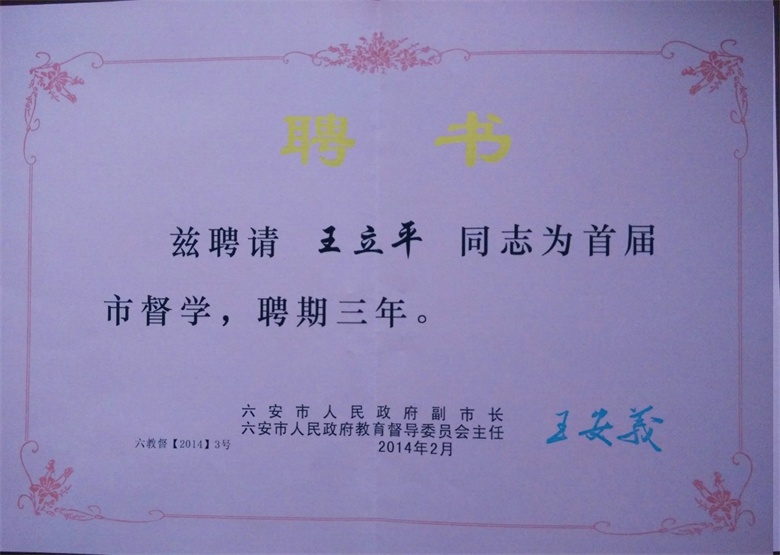 聘 书
兹聘请 王立平 同志为首届
市督学，聘期三年。
六安市人民政府副市长
六安市人民政府教育督导委员会主任
王安义
六教督【2014】3号
2014年2月